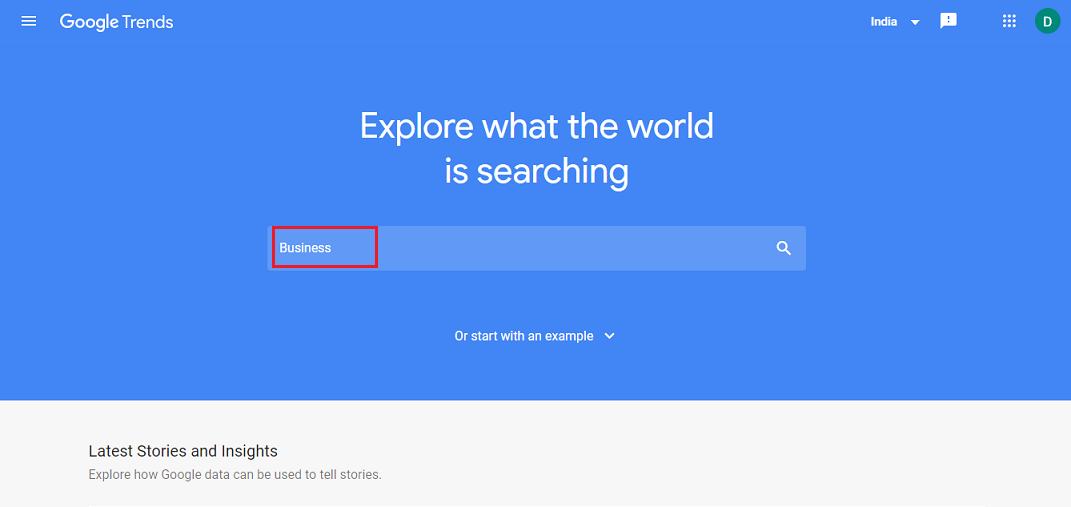 Google Trends
India
D
Explore what the world
is searching
Business
Or start with an example
Latest Stories and Insights
Explore how Google data can be used to tell stories.